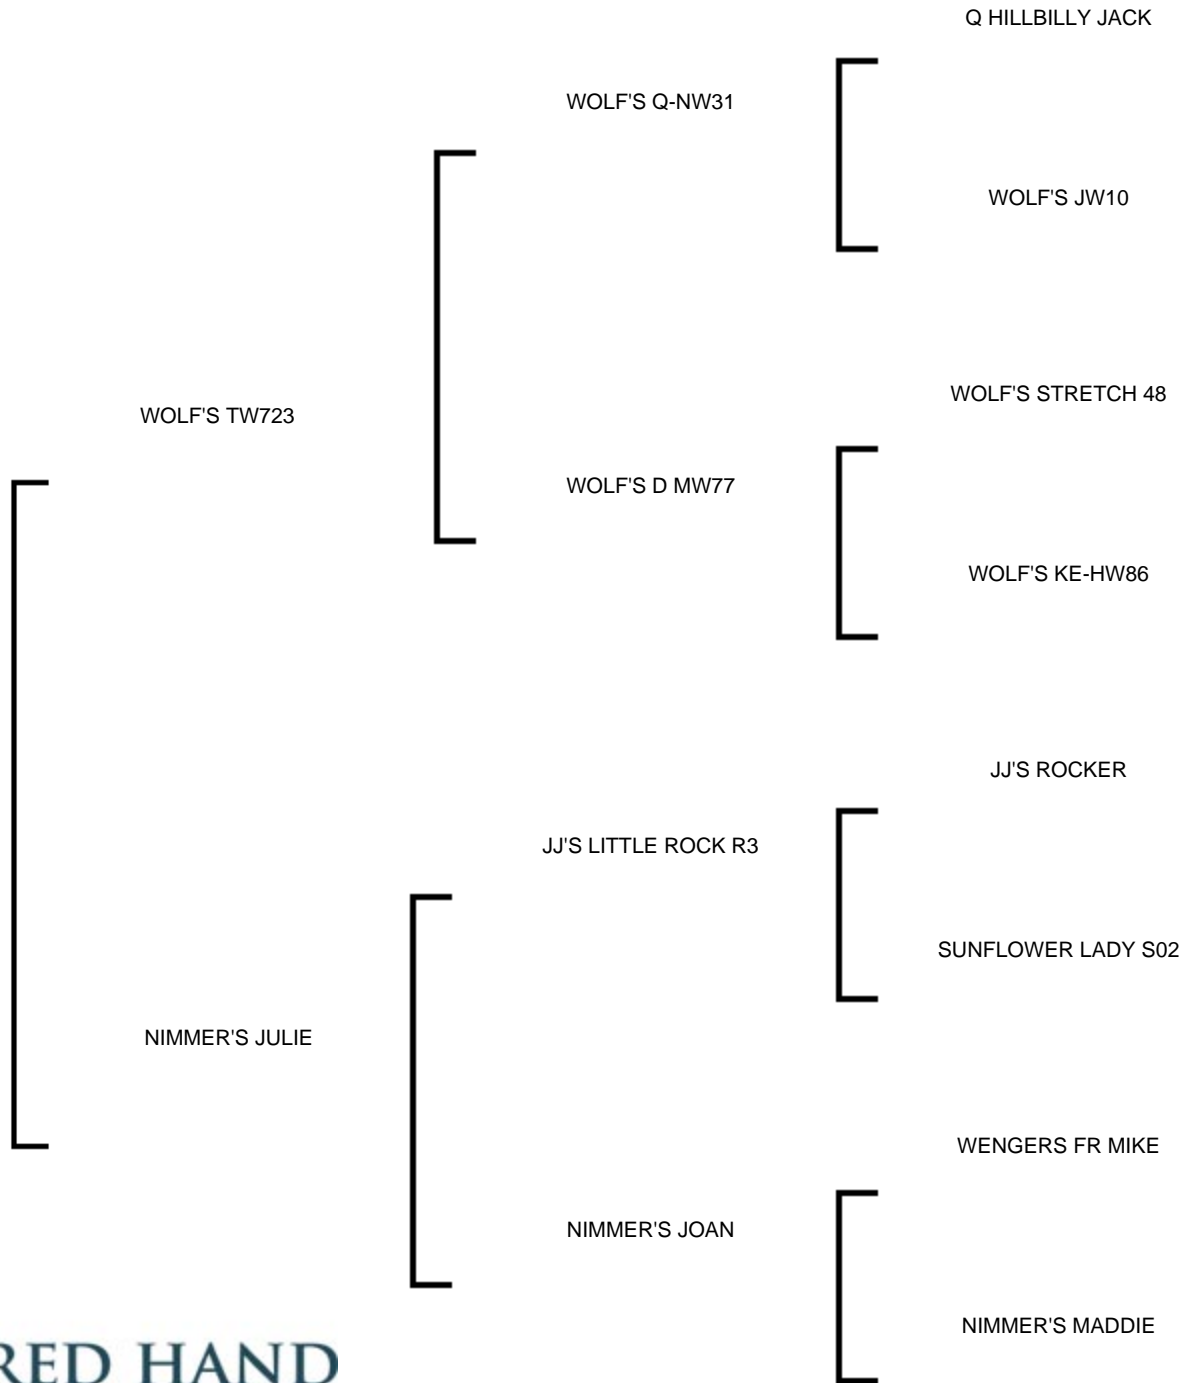 Q HILLBILLY JACK
WOLF'S Q-NW31
WOLF'S JW10
WOLF'S STRETCH 48
WOLF'S TW723
WOLF'S D MW77
WOLF'S KE-HW86
JJ'S ROCKER
JJ'S LITTLE ROCK R3
SUNFLOWER LADY S02
NIMMER'S JULIE
WENGERS FR MIKE
NIMMER'S JOAN
NIMMER'S MADDIE
RED HAND